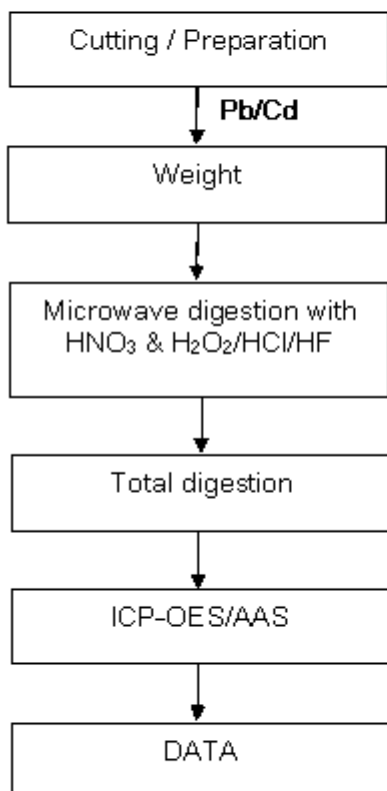 Cutting / Preparation
Pb/Cd
Weight
Microwave digestion with
HNO₃ & H₂O₂/HCl/HF
Total digestion
ICP-OES/AAS
DATA